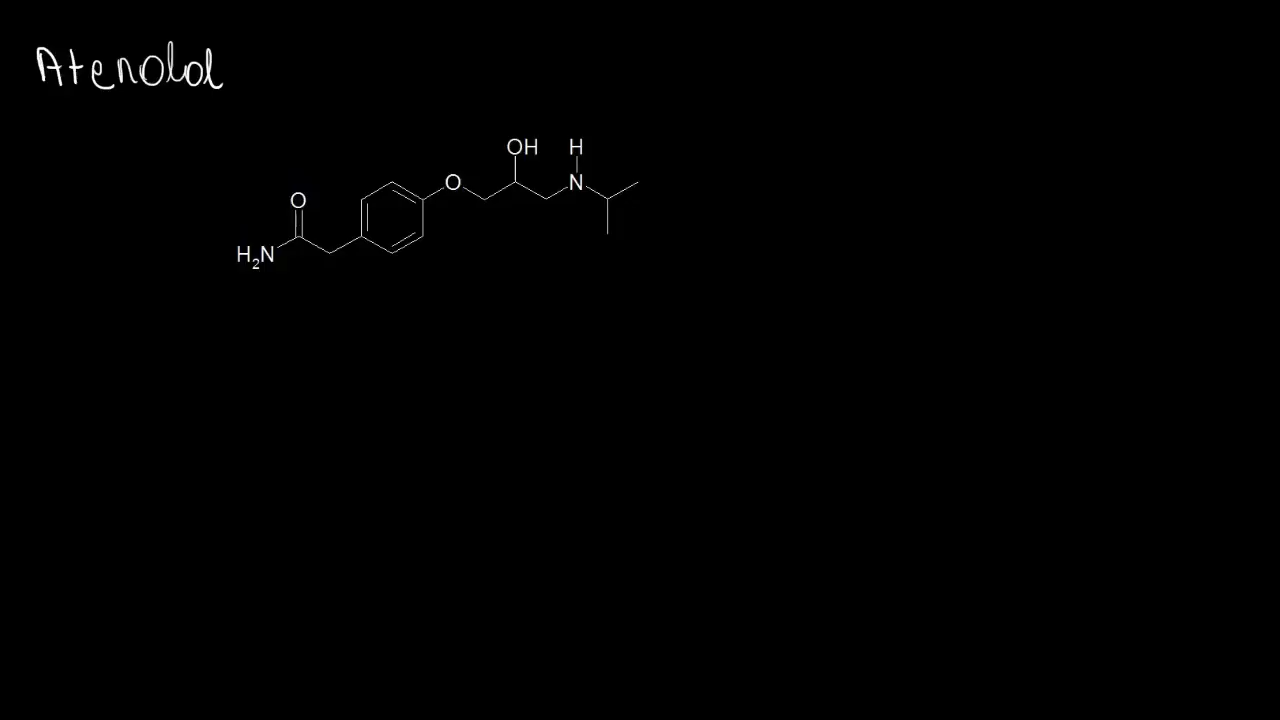 Atenolol
OH H
O N
O
H₂N